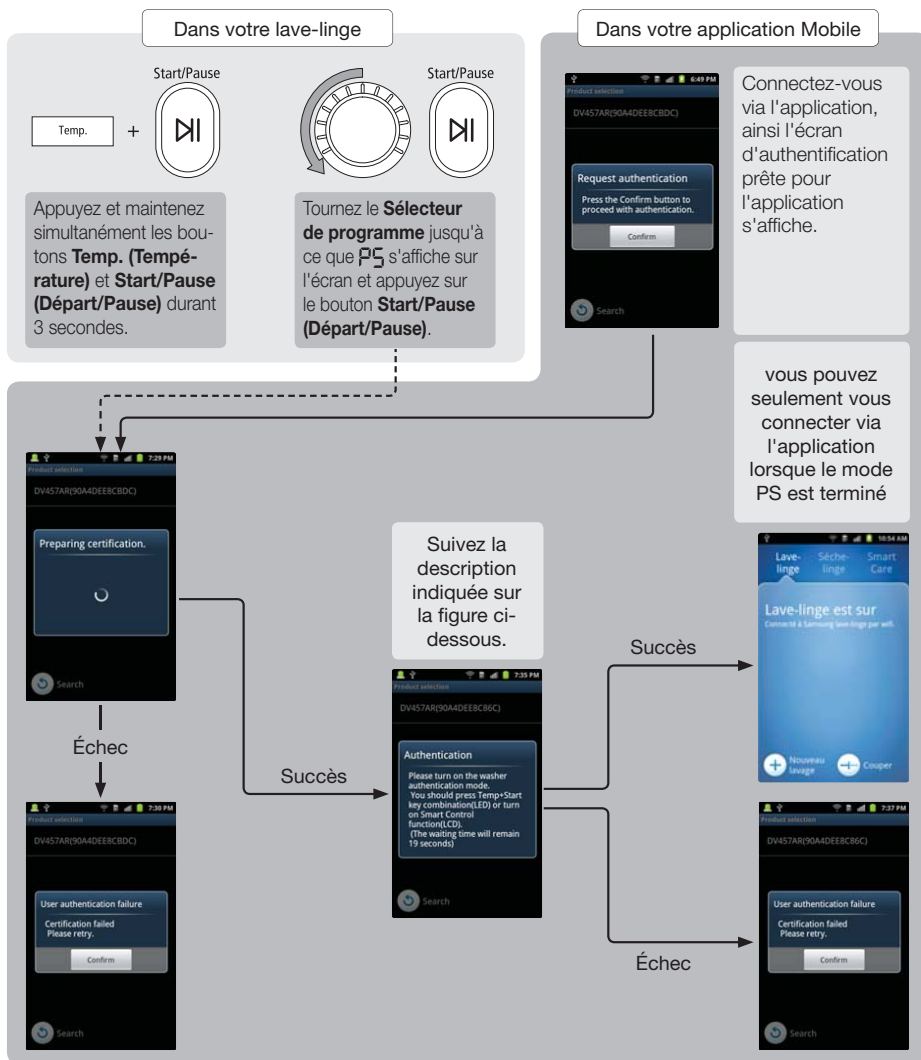 Dans votre lave-linge
Start/Pause
Temp.
+
Appuyez et maintenez
simultanément les bou-
tons Temp. (Tempé-
rature) et Start/Pause
(Départ/Pause) durant
3 secondes.
Start/Pause
Tournez le Sélecteur
de programme jusqu'à
ce que PS s'affiche sur
l'écran et appuyez sur
le bouton Start/Pause
(Départ/Pause).
Dans votre application Mobile
6:49 PM
Product selection
DV457AR(90A4DEE8CBDC)
Request authentication
Press the Confirm button to
proceed with authentication.
Confirm
Search
Connectez-vous
via l'application,
ainsi l'écran
d'authentification
prête pour
l'application
s'affiche.
vous pouvez
seulement vous
connecter via
l'application
lorsque le mode
PS est terminé
7:29 PM
Product selection
DV457AR(90A4DEE8CBDC)
Preparing certification.
Search
Échec
Succès
7:30 PM
Product selection
DV457AR(90A4DEE8CBDC)
User authentication failure
Certification failed
Please retry.
Confirm
Search
Suivez la
description
indiquée sur
la figure ci-
dessous.
7:35 PM
Product selection
DV457AR(90A4DEE8C86C)
Authentication
Please turn on the washer
authentication mode.
You should press Temp+Start
key combination(LED) or turn
on Smart Control
function(LCD).
(The waiting time will remain
19 seconds)
Search
Succès
10:54 AM
Lave-
linge
Sèche-
linge
Smart
Care
Lave-linge est sur
Connecté à Samsung lave-linge par wifi.
Nouveau
lavage
Couper
Échec
7:37 PM
Product selection
DV457AR(90A4DEE8C86C)
User authentication failure
Certification failed
Please retry.
Confirm
Search